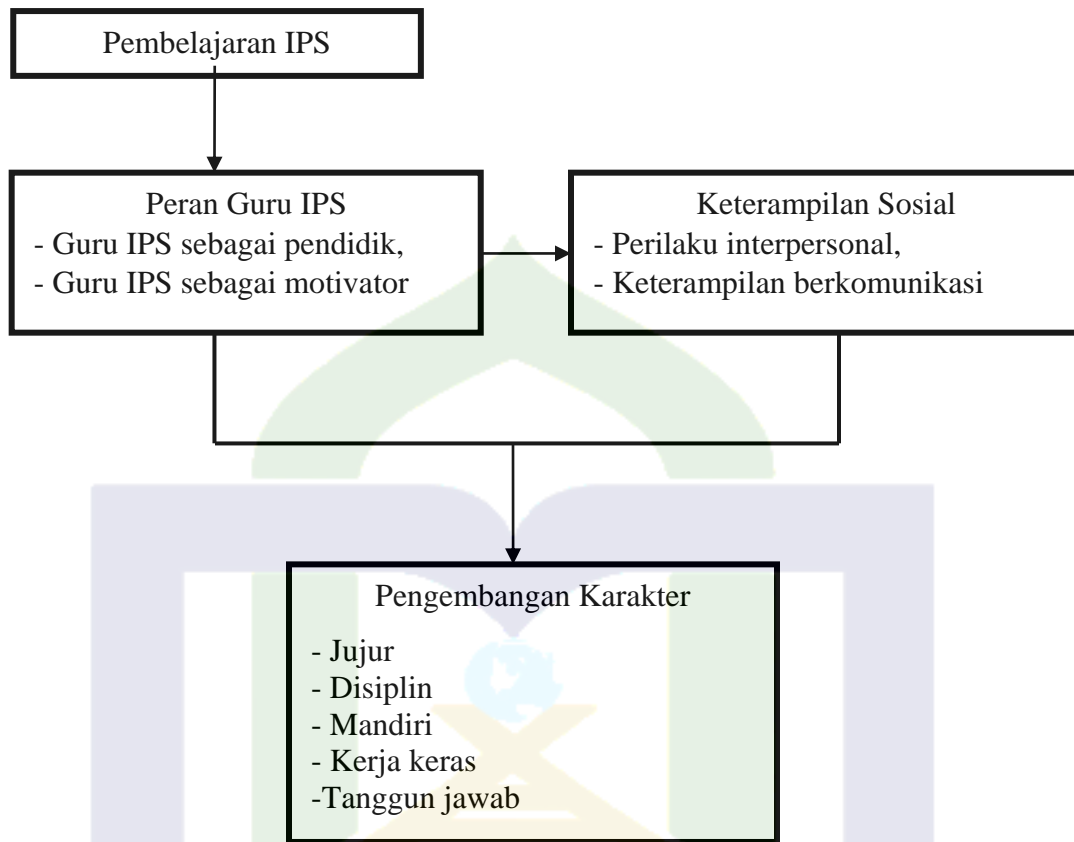 Pembelajaran IPS
Peran Guru IPS
- Guru IPS sebagai pendidik,
- Guru IPS sebagai motivator
Keterampilan Sosial
- Perilaku interpersonal,
- Keterampilan berkomunikasi
Pengembangan Karakter
- Jujur
- Disiplin
- Mandiri
- Kerja keras
-Tanggun jawab